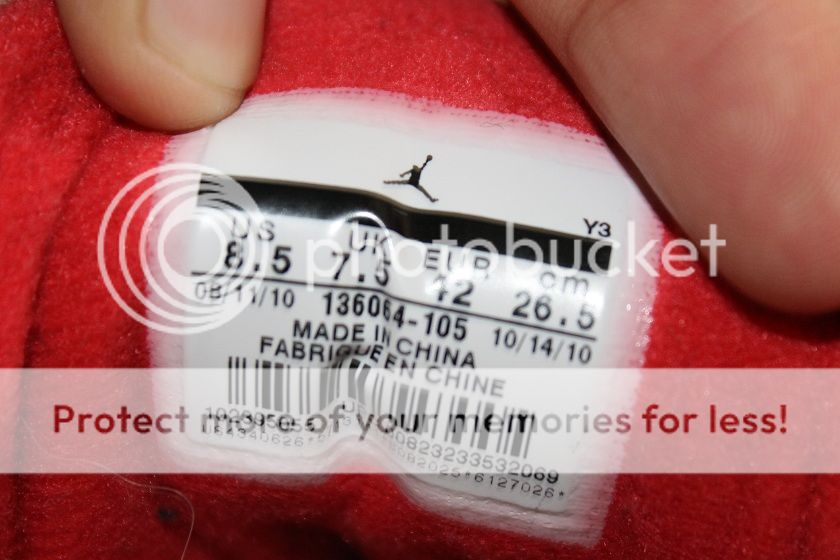 Y3
US UK EUR cm
8.5 7.5 42 26.5
08/11/10 136064-105 10/14/10
MADE IN CHINA
FABRIQUE EN CHINE
photobucket
Protect more of your memories for less!